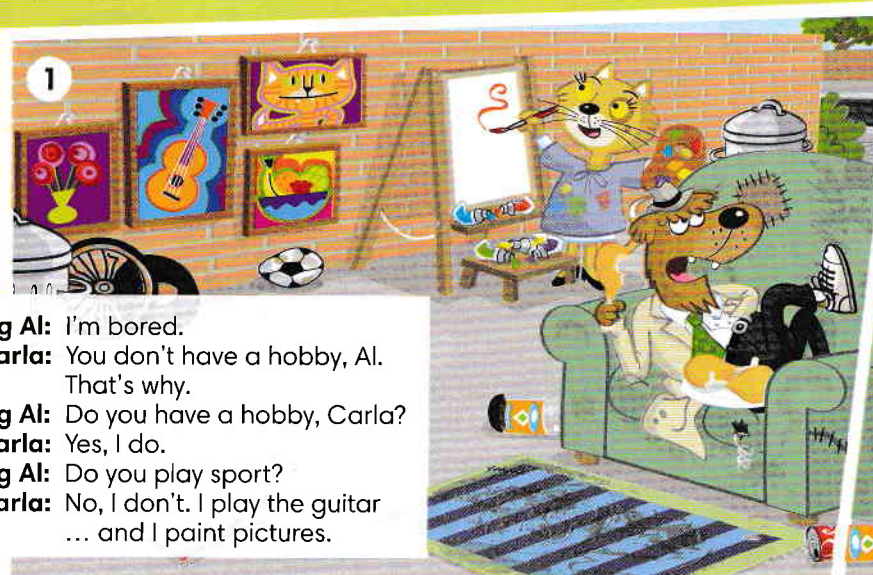 1
g Al: I'm bored.
arla: You don't have a hobby, Al.
That's why.
g Al: Do you have a hobby, Carla?
arla: Yes, I do.
g Al: Do you play sport?
arla: No, I don't. I play the guitar
... and I paint pictures.